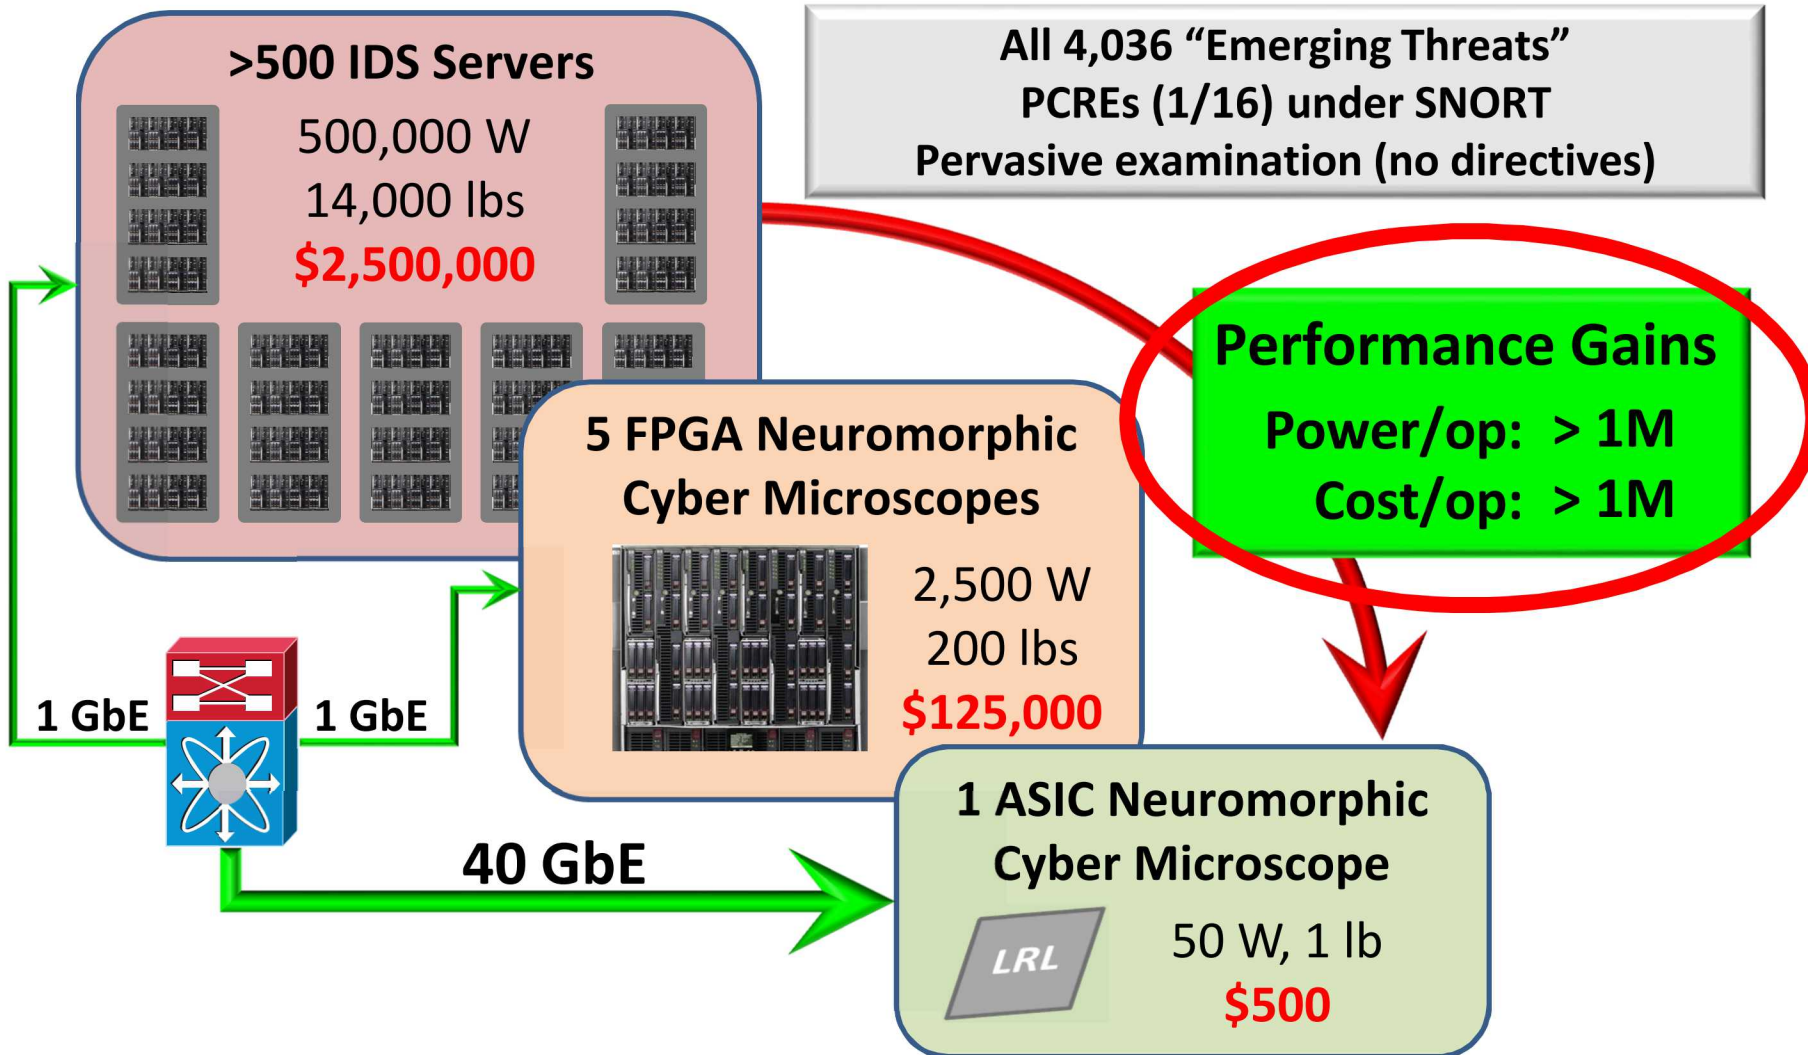 >500 IDS Servers
500,000 W
14,000 lbs
$2,500,000
All 4,036 “Emerging Threats”
PCREs (1/16) under SNORT
Pervasive examination (no directives)
Performance Gains
Power/op: > 1M
Cost/op: > 1M
5 FPGA Neuromorphic
Cyber Microscopes
2,500 W
200 lbs
$125,000
1 GbE
1 GbE
40 GbE
1 ASIC Neuromorphic
Cyber Microscope
LRL
50 W, 1 lb
$500